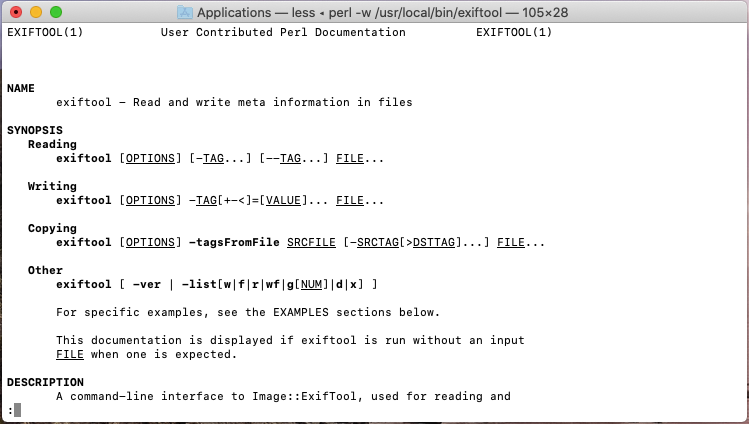 Applications — less ◂ perl -w /usr/local/bin/exiftool — 105×28
EXIFTOOL(1) User Contributed Perl Documentation EXIFTOOL(1)
NAME
exiftool - Read and write meta information in files
SYNOPSIS
Reading
exiftool [OPTIONS] [-TAG...] [--TAG...] FILE...
Writing
exiftool [OPTIONS] -TAG[+-<]=[VALUE]... FILE...
Copying
exiftool [OPTIONS] -tagsFromFile SRCFILE [-SRCTAG[>DSTTAG]...] FILE...
Other
exiftool [ -ver | -list[w|f|r|wf|g[NUM]|d|x] ]
For specific examples, see the EXAMPLES sections below.
This documentation is displayed if exiftool is run without an input
FILE when one is expected.
DESCRIPTION
A command-line interface to Image::ExifTool, used for reading and
: